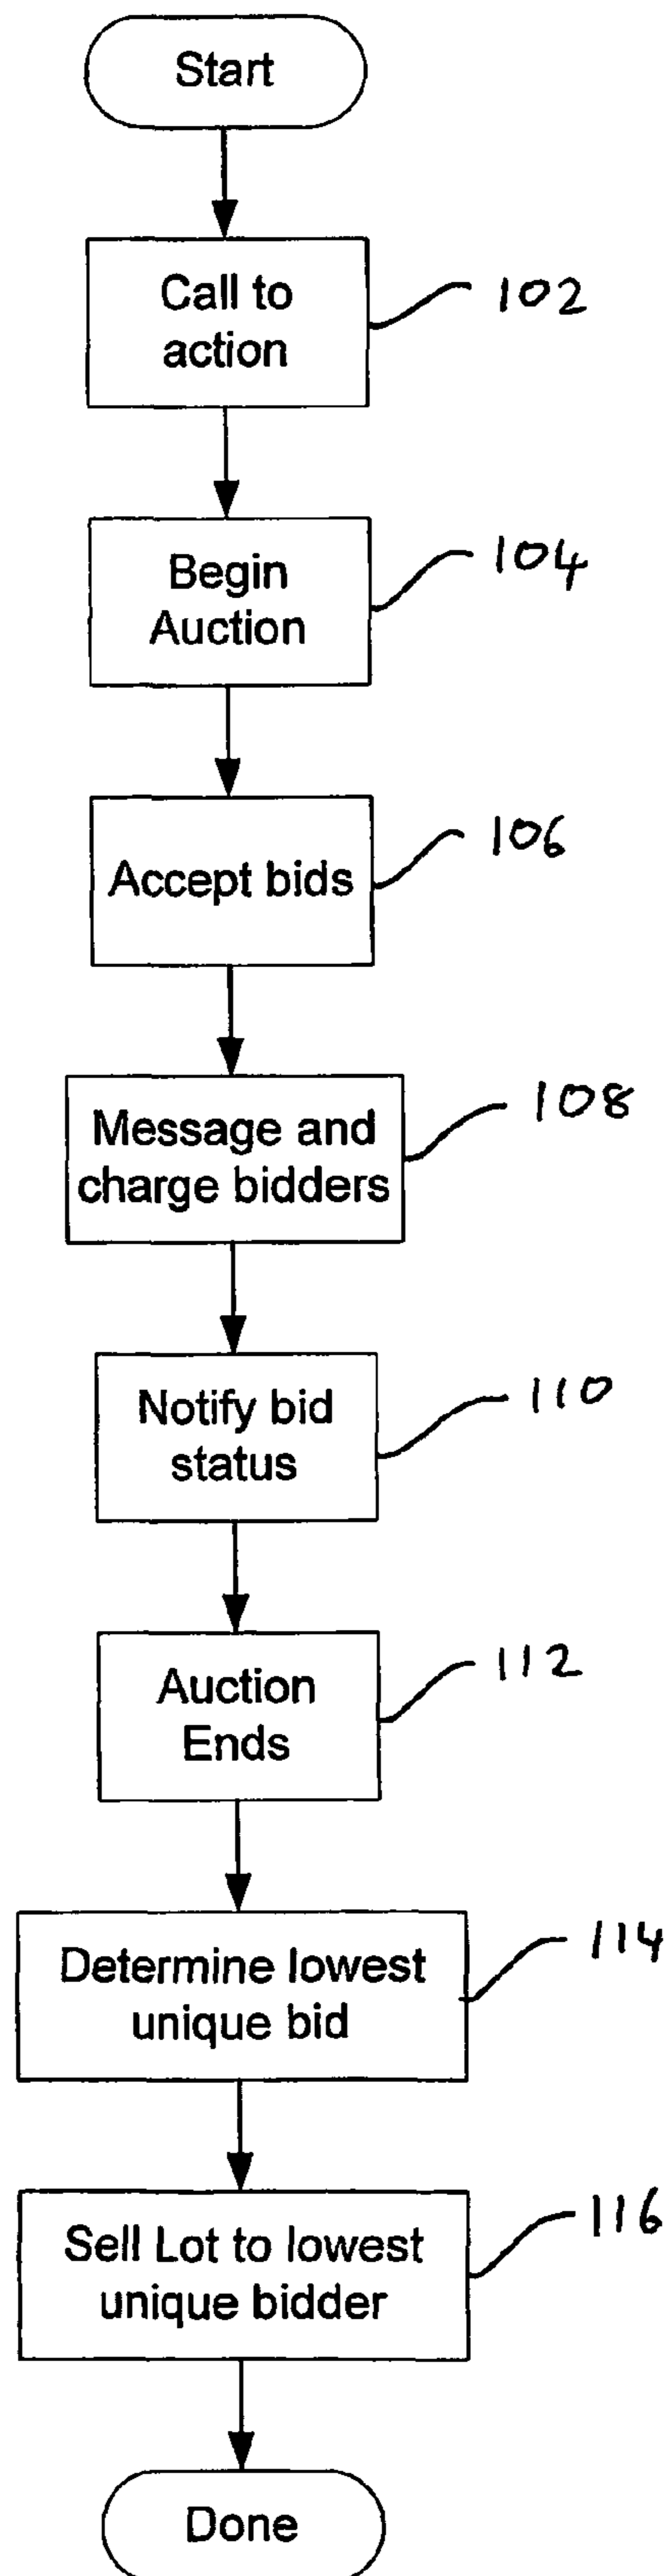 Start
Call to
action
102
Begin
Auction
104
Accept bids
106
Message and
charge bidders
108
Notify bid
status
110
Auction
Ends
112
Determine lowest
unique bid
114
Sell Lot to lowest
unique bidder
116
Done